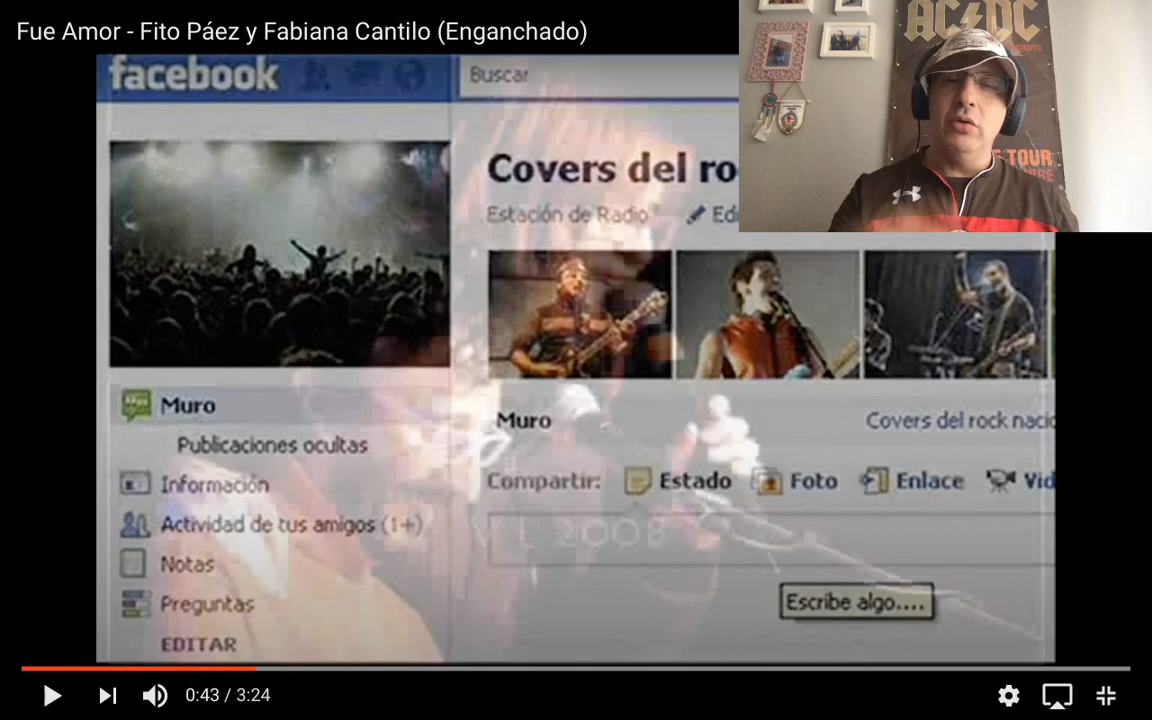 Fue Amor - Fito Páez y Fabiana Cantilo (Enganchado)
AC DC
TOUR
facebook
Buscar
Covers del ro
Estación de Radio
Edi
Muro
Publicaciones ocultas
Información
Actividad de tus amigos (1+)
Notas
Preguntas
EDITAR
Muro
Covers del rock nacio
Compartir:
Estado
Foto
Enlace
Vid
2008
Escribe algo....
0:43 / 3:24